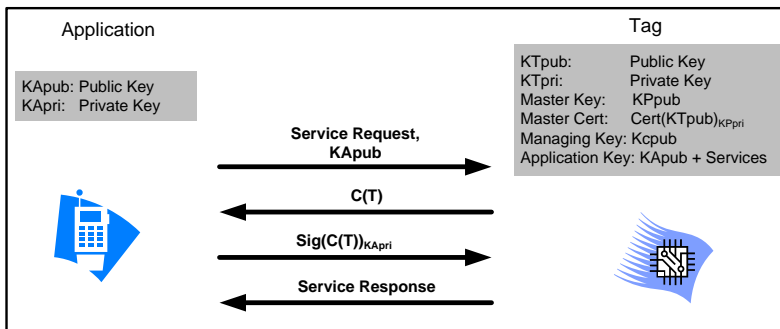 Application
Tag
KApub: Public Key
KApri: Private Key
KTpub: Public Key
KTpri: Private Key
Master Key: KPpub
Master Cert: Cert(KTpub)KPpri
Managing Key: Kcpub
Application Key: KApub + Services
Service Request,
KApub
C(T)
Sig(C(T))KApri
Service Response